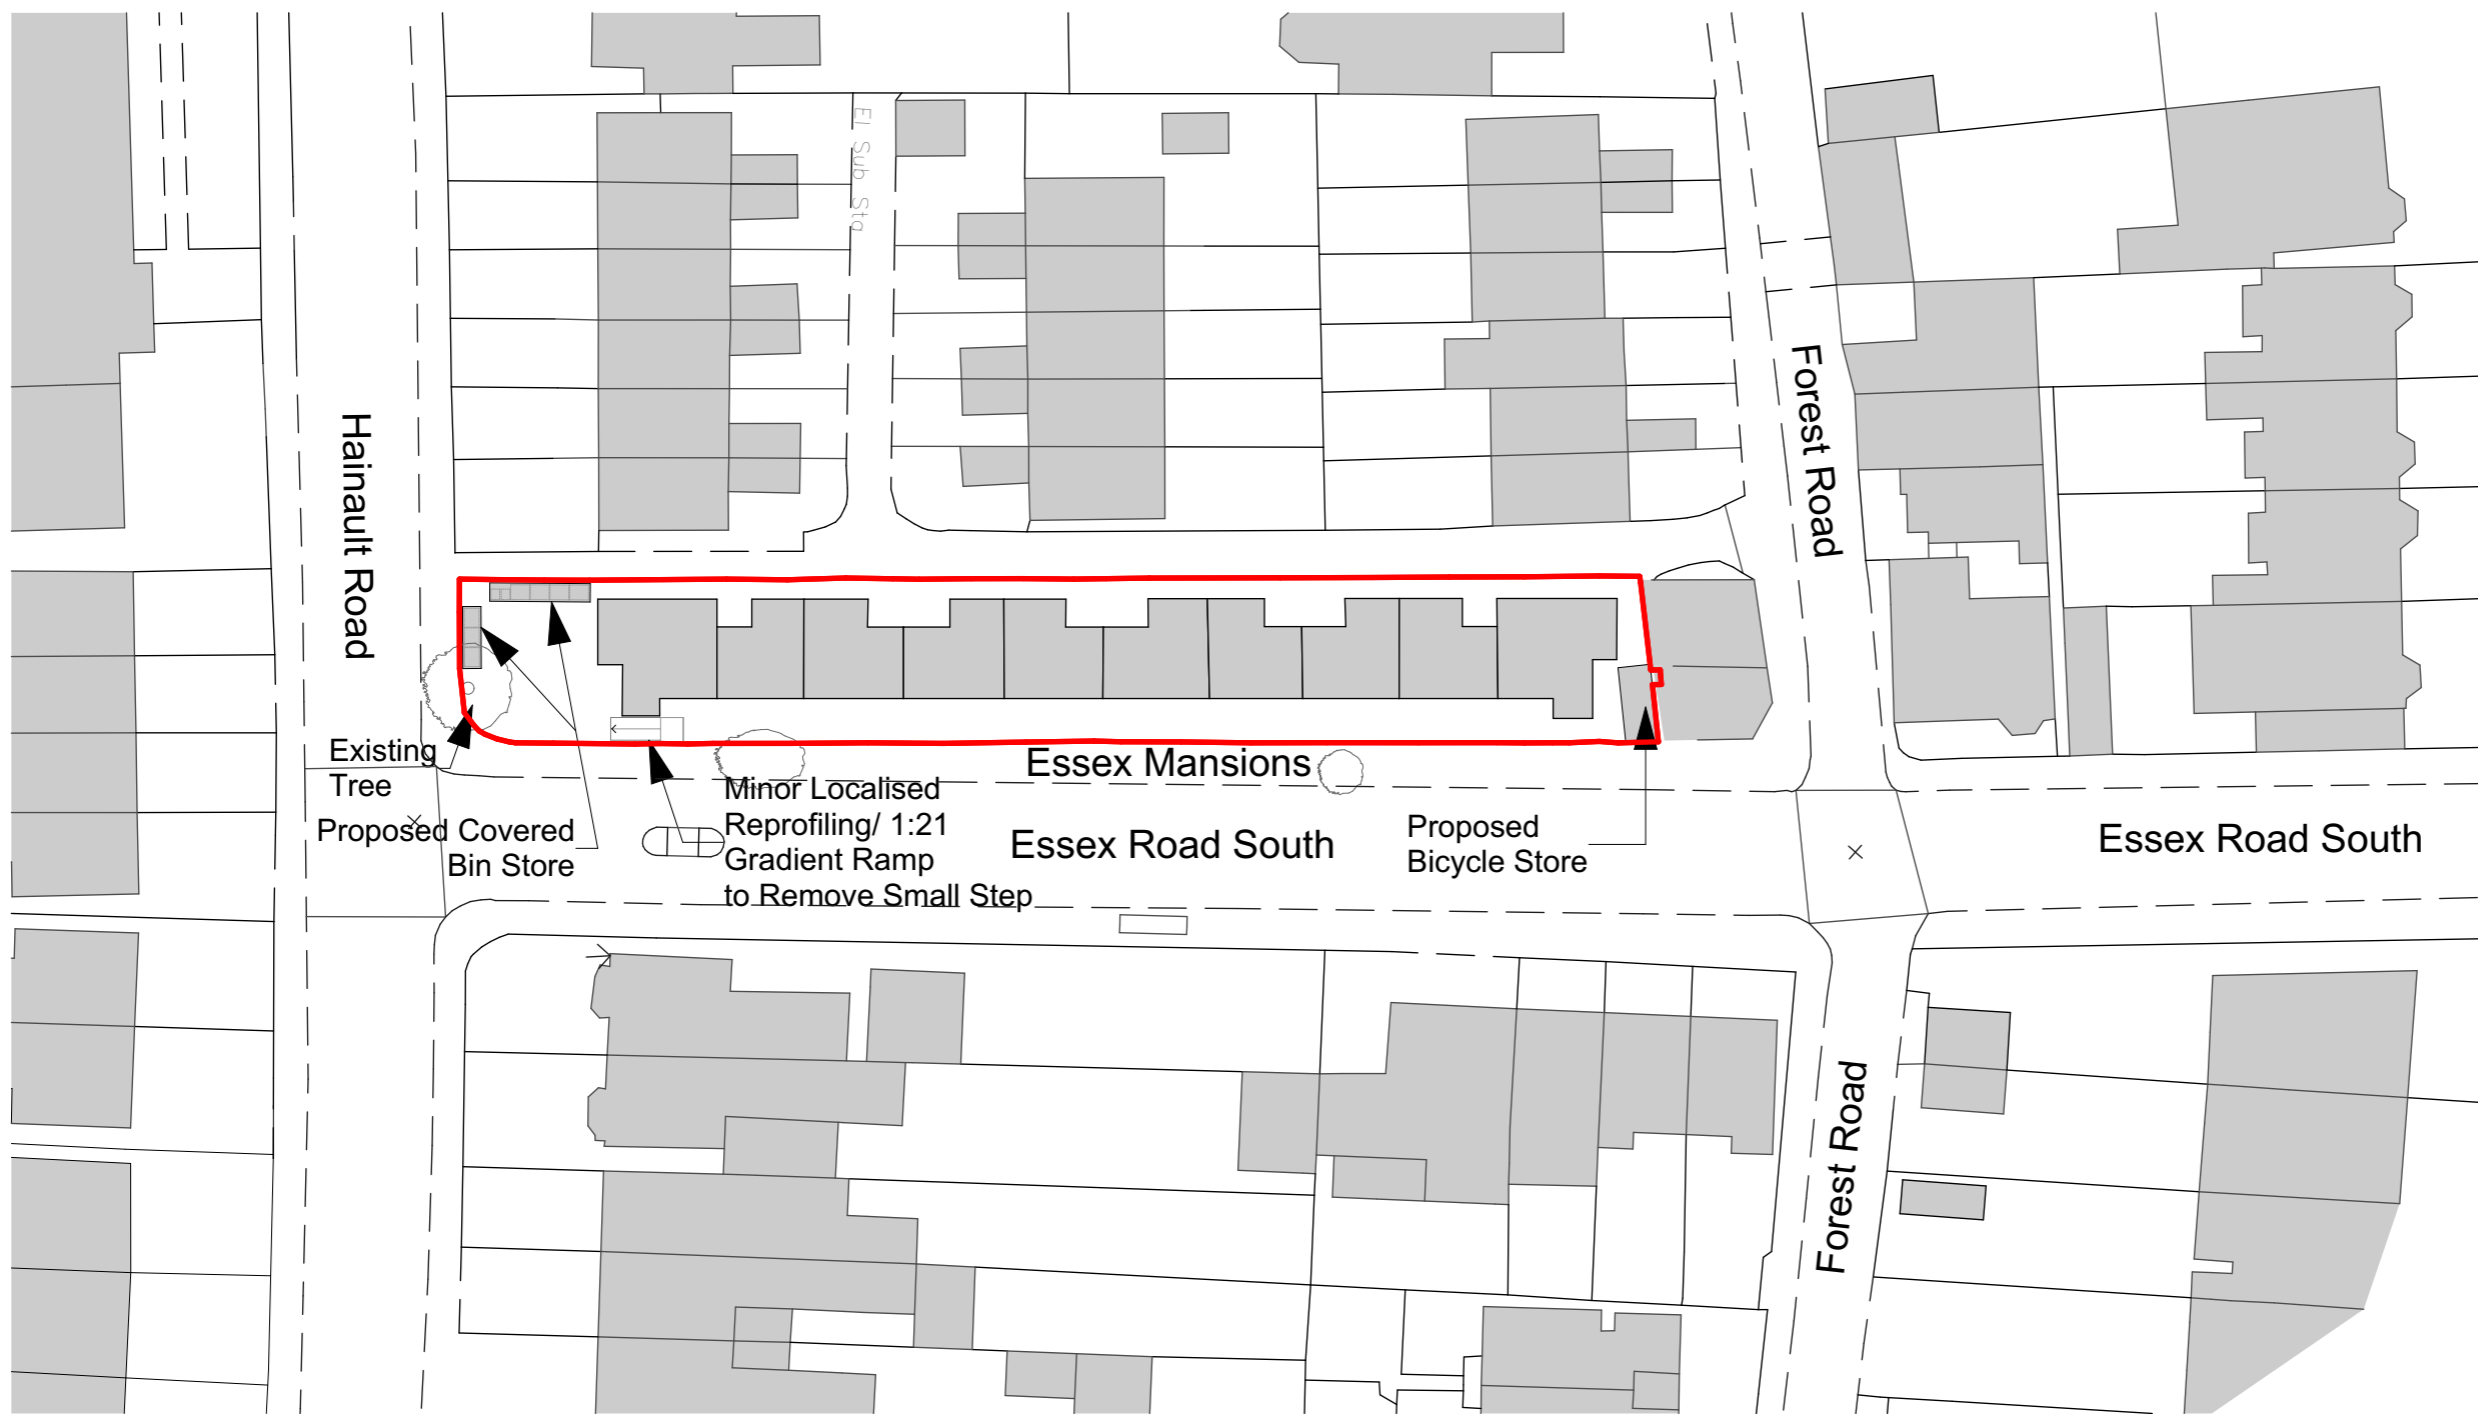 El Sub Sta
Hainault Road
Forest Road
Existing
Tree
Proposed Covered
Bin Store
Minor Localised
Reprofiling/ 1:21
Gradient Ramp
to Remove Small Step
Essex Mansions
Essex Road South
Proposed
Bicycle Store
Essex Road South
Forest Road